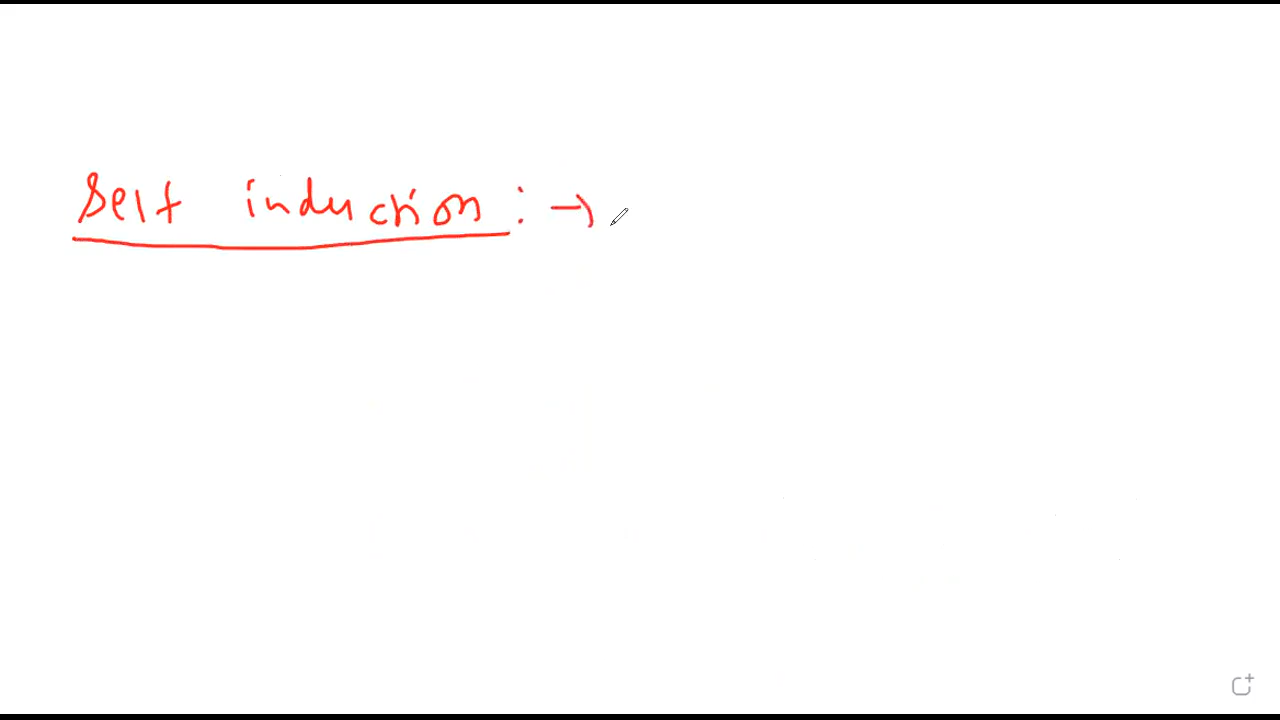 Self induction : →